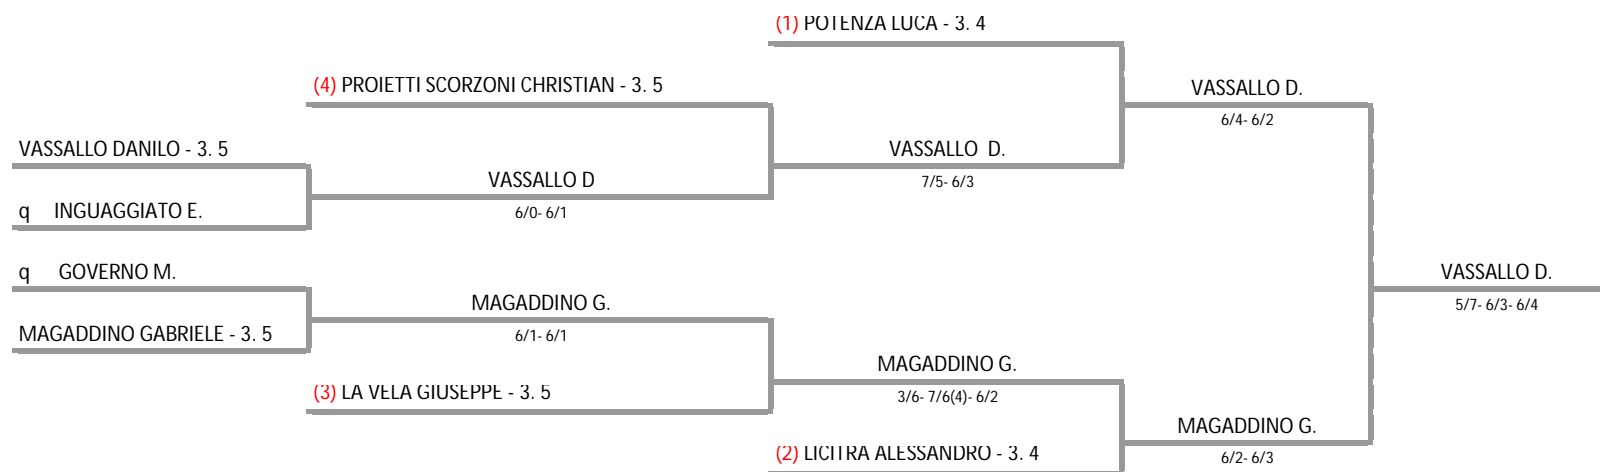 (1) POTENZA LUCA - 3. 4
(4) PROIETTI SCORZONI CHRISTIAN - 3. 5
VASSALLO D.
6/4- 6/2
VASSALLO DANILO - 3. 5
VASSALLO D.
7/5- 6/3
VASSALLO D
6/0- 6/1
q INGUAGGIATO E.
q GOVERNO M.
VASSALLO D.
5/7- 6/3- 6/4
MAGADDINO G.
6/1- 6/1
MAGADDINO GABRIELE - 3. 5
MAGADDINO G.
3/6- 7/6(4)- 6/2
(3) LA VELA GIUSEPPE - 3. 5
MAGADDINO G.
6/2- 6/3
(2) LICITRA ALESSANDRO - 3. 4